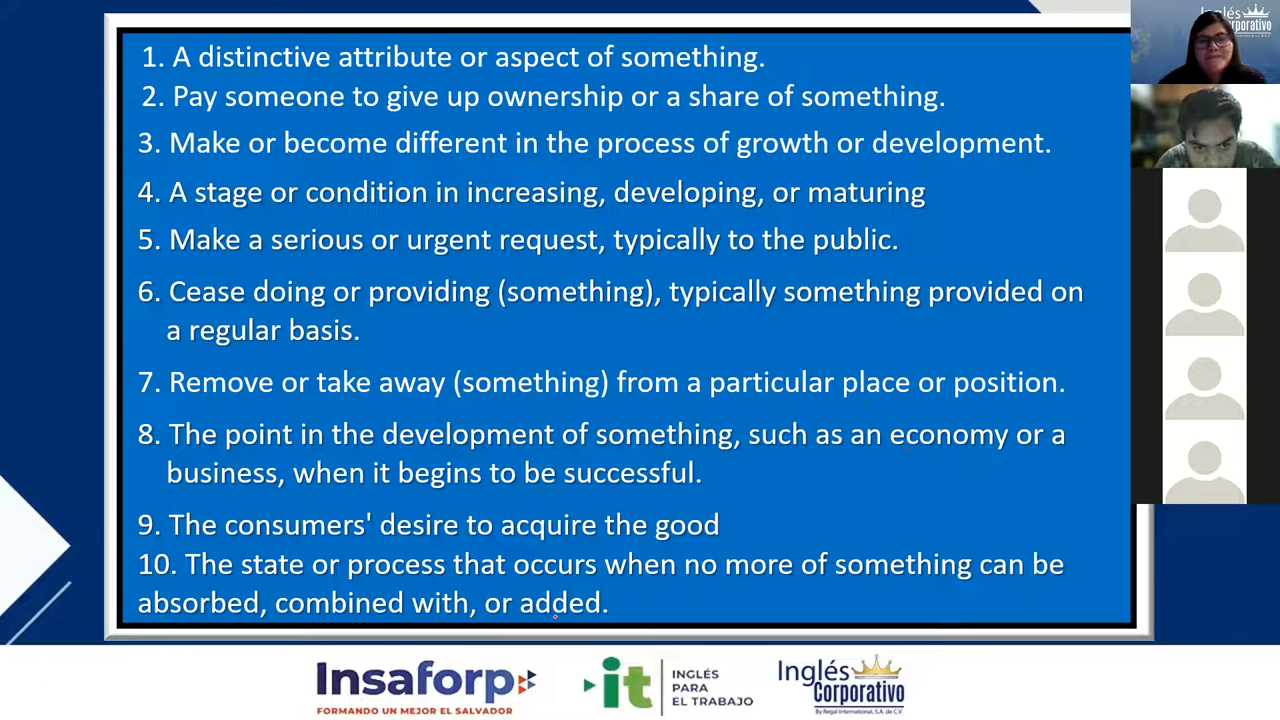 1. A distinctive attribute or aspect of something.
2. Pay someone to give up ownership or a share of something.
3. Make or become different in the process of growth or development.
4. A stage or condition in increasing, developing, or maturing
5. Make a serious or urgent request, typically to the public.
6. Cease doing or providing (something), typically something provided on
a regular basis.
7. Remove or take away (something) from a particular place or position.
8. The point in the development of something, such as an economy or a
business, when it begins to be successful.
9. The consumers' desire to acquire the good
10. The state or process that occurs when no more of something can be
absorbed, combined with, or added.
Inglés
Insaforp
FORMANDO UN MEJOR EL SALVADOR
it
INGLÉS
PARA
EL TRABAJO
Inglés
Corporativo
By Regal International, S.A. de C.V.